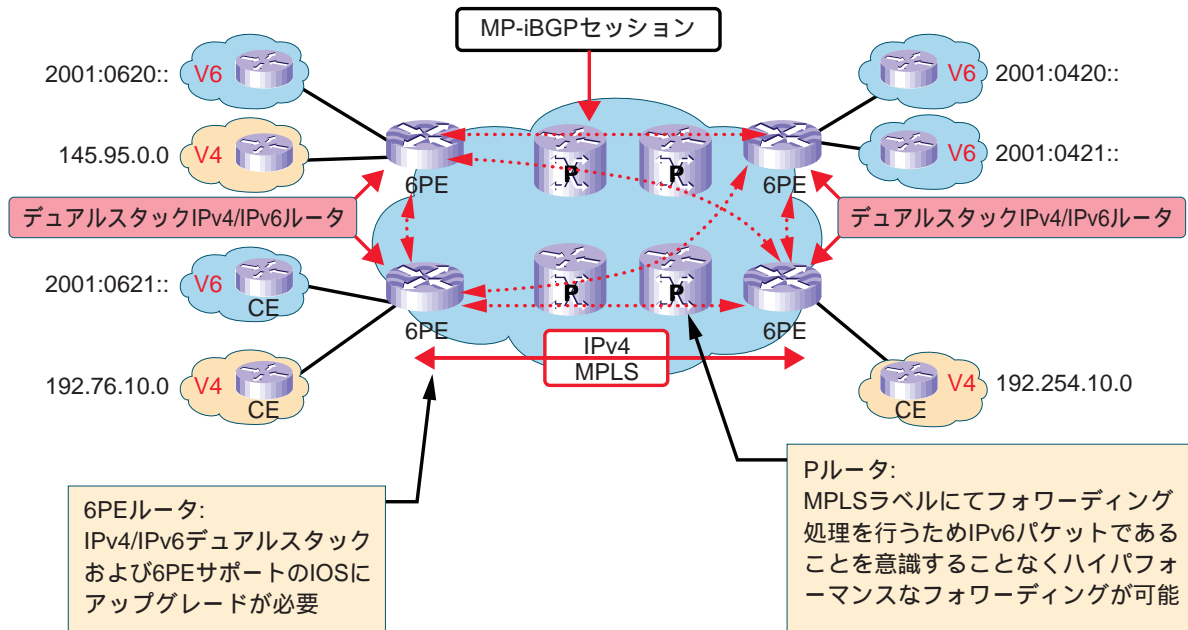 MP-iBGPセッション
2001:0620::
V6
V6
2001:0420::
145.95.0.0
V4
6PE
P
P
6PE
V6
2001:0421::
デュアルスタックIPv4/IPv6ルータ
デュアルスタックIPv4/IPv6ルータ
2001:0621::
V6
CE
6PE
P
P
6PE
IPv4
MPLS
192.76.10.0
V4
CE
CE
V4
192.254.10.0
6PEルータ:
IPv4/IPv6デュアルスタック
および6PEサポートのIOSに
アップグレードが必要
Pルータ:
MPLSラベルにてフォワーディング
処理を行うためIPv6パケットである
ことを意識することなくハイパフォ
ーマンスなフォワーディングが可能